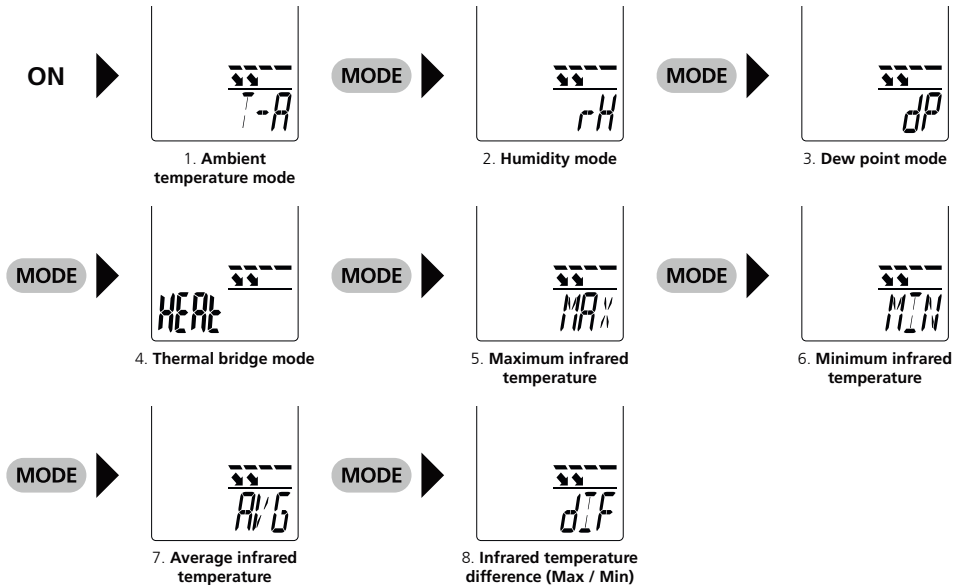 ON
T-A
1. Ambient
temperature mode
MODE
rH
2. Humidity mode
MODE
dP
3. Dew point mode
MODE
HEAt
4. Thermal bridge mode
MODE
MAX
5. Maximum infrared
temperature
MODE
MIN
6. Minimum infrared
temperature
MODE
AVG
7. Average infrared
temperature
MODE
dIF
8. Infrared temperature
difference (Max / Min)